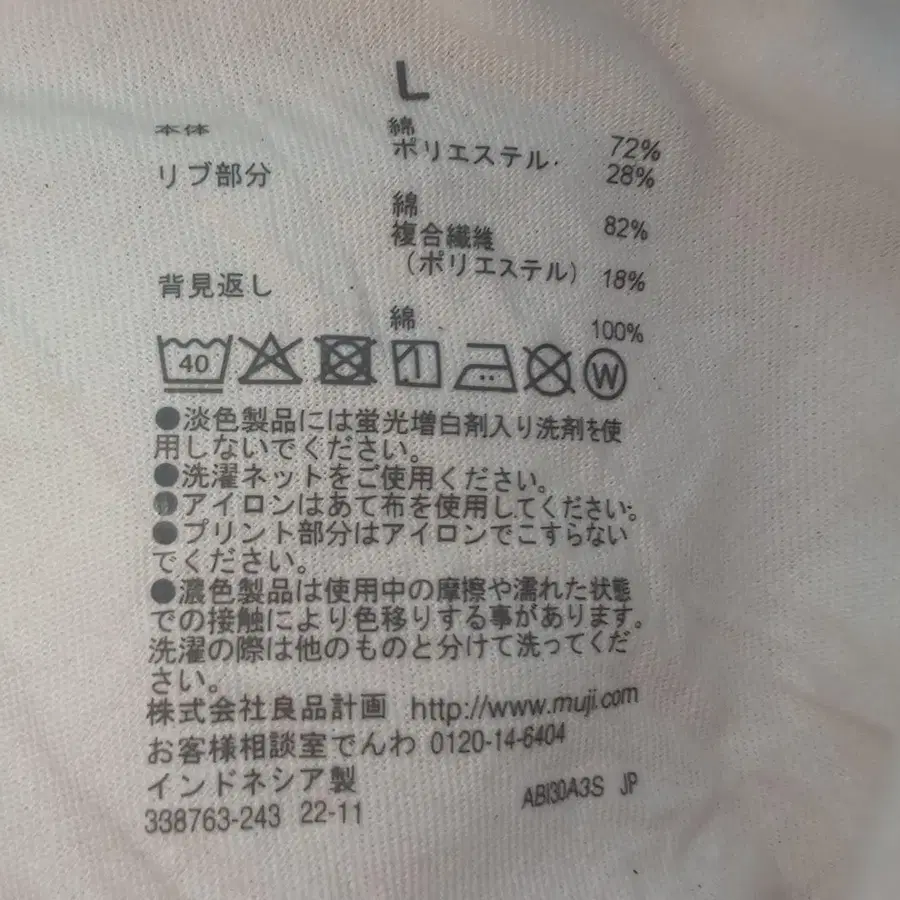 L
本体 綿 72%
ポリエステル 28%
リブ部分
綿 82%
複合繊維
(ポリエステル) 18%
背見返し
綿 100%
40 W
●淡色製品には蛍光増白剤入り洗剤を使
用しないでください。
●洗濯ネットをご使用ください。
●アイロンはあて布を使用してください。
●プリント部分はアイロンでこすらない
でください。
●濃色製品は使用中の摩擦や濡れた状態
での接触により色移りする事があります。
洗濯の際は他のものと分けて洗ってくだ
さい。
株式会社良品計画 http://www.muji.com
お客様相談室でんわ 0120-14-6404
インドネシア製
338763-243 22-11 ABI30A3S JP